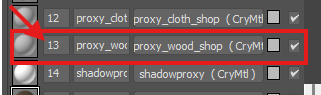 12 proxy_clot proxy_cloth_shop (CryMtl)
13 proxy_woo proxy_wood_shop (CryMtl)
14 shadowpro shadowproxy (CryMtl)